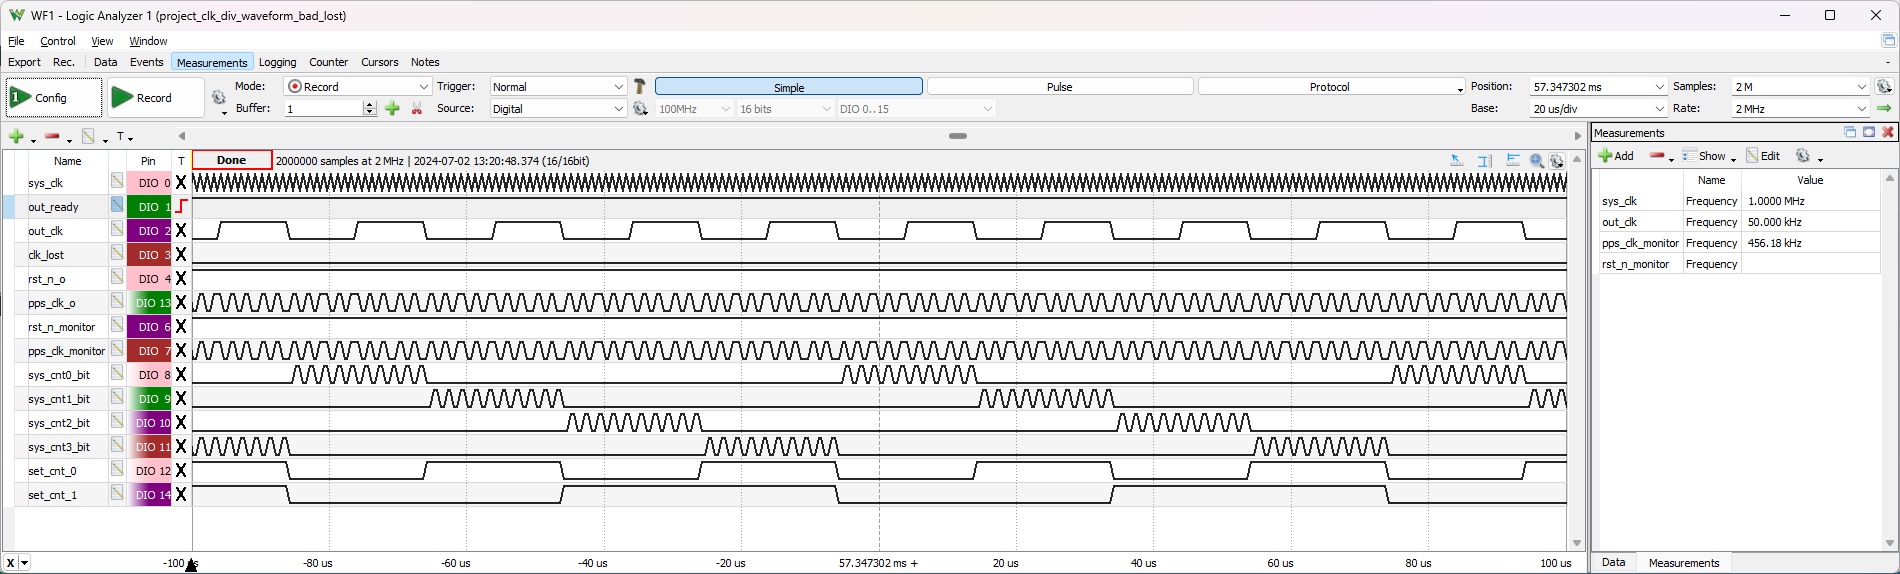 WF1 - Logic Analyzer 1 (project_clk_div_waveform_bad_lost)
File Control View Window
Export Rec. Data Events Measurements Logging Counter Cursors Notes
1 Config Record Mode: Record Trigger: Normal Simple Pulse Protocol Position: 57.347302 ms Samples: 2 M
Buffer: 1 Source: Digital 100MHz 16 bits DIO 0..15 Base: 20 us/div Rate: 2 MHz
T
Measurements
Name Pin T Done 2000000 samples at 2 MHz | 2024-07-02 13:20:48.374 (16/16bit)
Add Show Edit
sys_clk DIO 0 X
out_ready DIO 1
out_clk DIO 2 X
clk_lost DIO 3 X
rst_n_o DIO 4 X
pps_clk_o DIO 13 X
rst_n_monitor DIO 6 X
pps_clk_monitor DIO 7 X
sys_cnt0_bit DIO 8 X
sys_cnt1_bit DIO 9 X
sys_cnt2_bit DIO 10 X
sys_cnt3_bit DIO 11 X
set_cnt_0 DIO 12 X
set_cnt_1 DIO 14 X
Name Value
sys_clk Frequency 1.0000 MHz
out_clk Frequency 50.000 kHz
pps_clk_monitor Frequency 456.18 kHz
rst_n_monitor Frequency
X -100 us -80 us -60 us -40 us -20 us 57.347302 ms + 20 us 40 us 60 us 80 us 100 us
Data Measurements